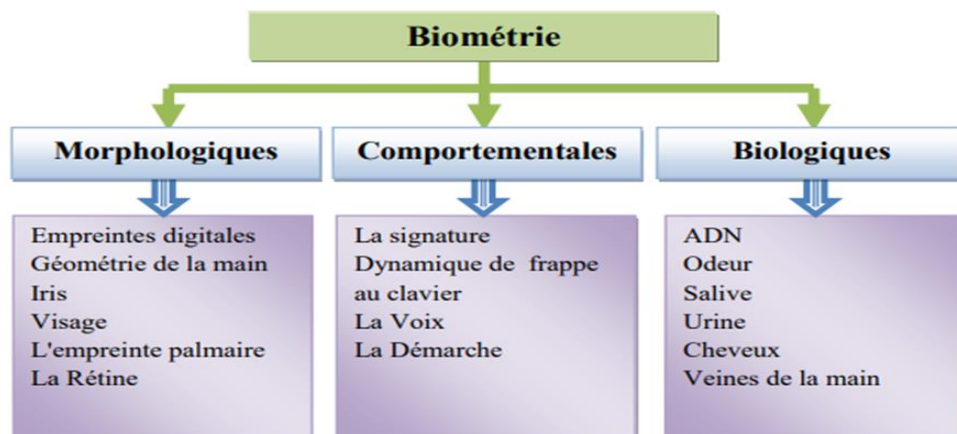 Biométrie
Morphologiques
Comportementales
Biologiques
Empreintes digitales
Géométrie de la main
Iris
Visage
L'empreinte palmaire
La Rétine
La signature
Dynamique de frappe
au clavier
La Voix
La Démarche
ADN
Odeur
Salive
Urine
Cheveux
Veines de la main